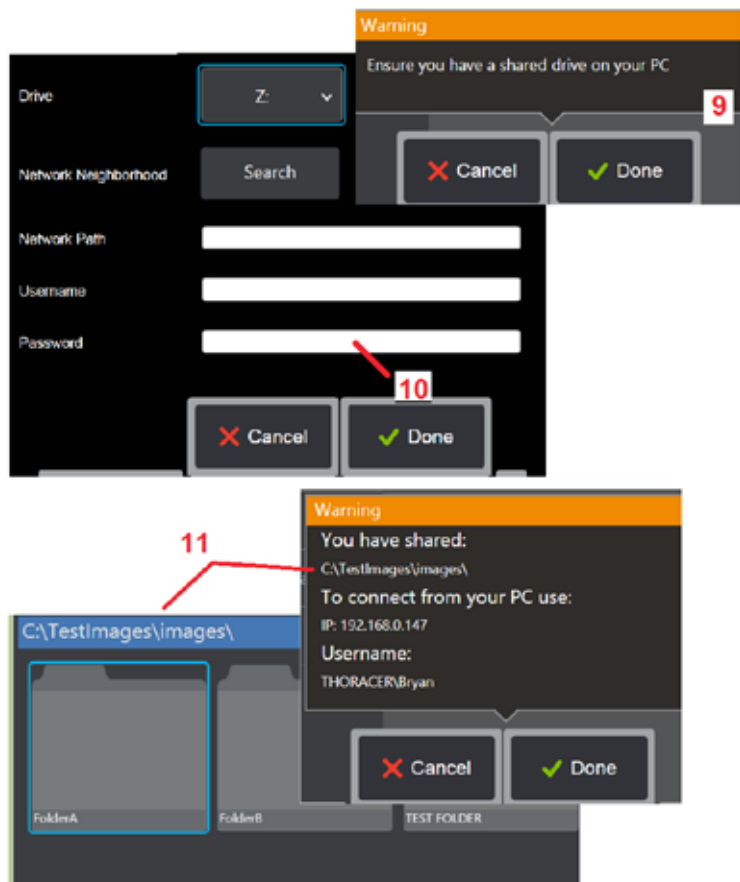 Warning
Ensure you have a shared drive on your PC
9
Cancel
Done
Drive
Z:
Network Neighborhood
Search
Network Path
Username
Password
10
Cancel
Done
11
Warning
You have shared:
C:\TestImages\images\
To connect from your PC use:
IP: 192.168.0.147
Username:
THORACER\Bryan
Cancel
Done
C:\TestImages\images\
FolderA
FolderB
TEST FOLDER